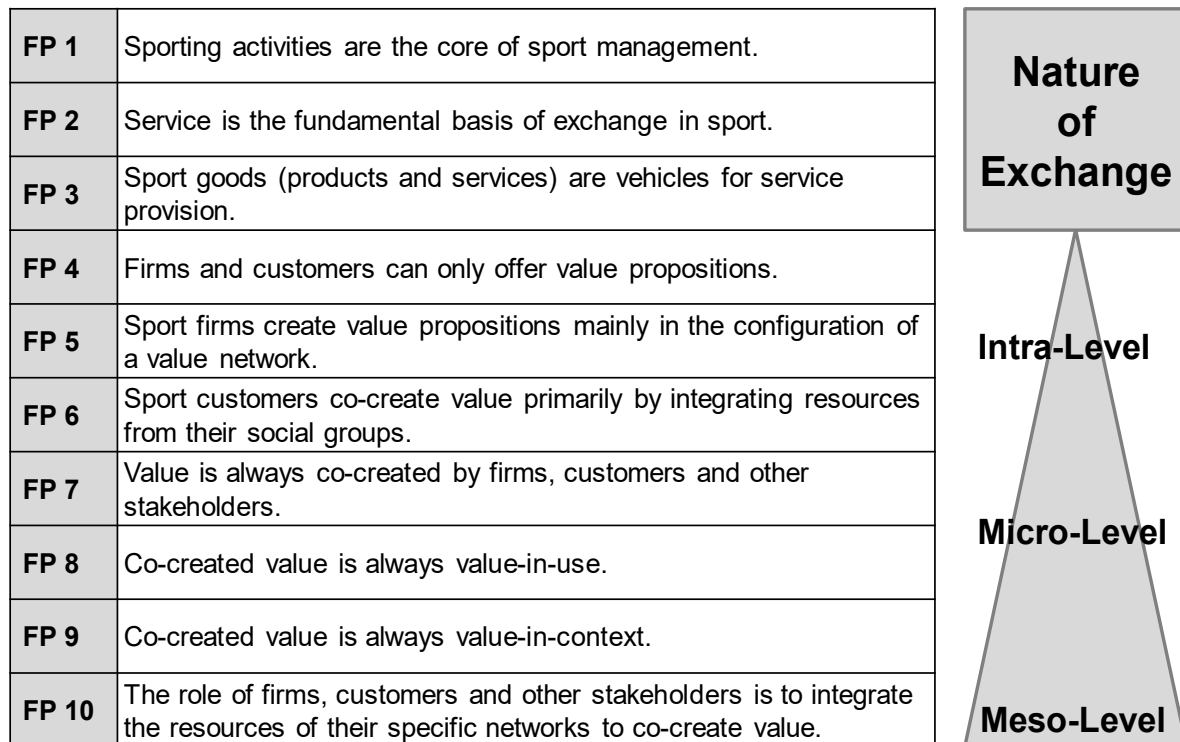 FP 1
Sporting activities are the core of sport management.
FP 2
Service is the fundamental basis of exchange in sport.
FP 3
Sport goods (products and services) are vehicles for service
provision.
FP 4
Firms and customers can only offer value propositions.
FP 5
Sport firms create value propositions mainly in the configuration of
a value network.
FP 6
Sport customers co-create value primarily by integrating resources
from their social groups.
FP 7
Value is always co-created by firms, customers and other
stakeholders.
FP 8
Co-created value is always value-in-use.
FP 9
Co-created value is always value-in-context.
FP 10
The role of firms, customers and other stakeholders is to integrate
the resources of their specific networks to co-create value.
Nature
of
Exchange
Intra-Level
Micro-Level
Meso-Level